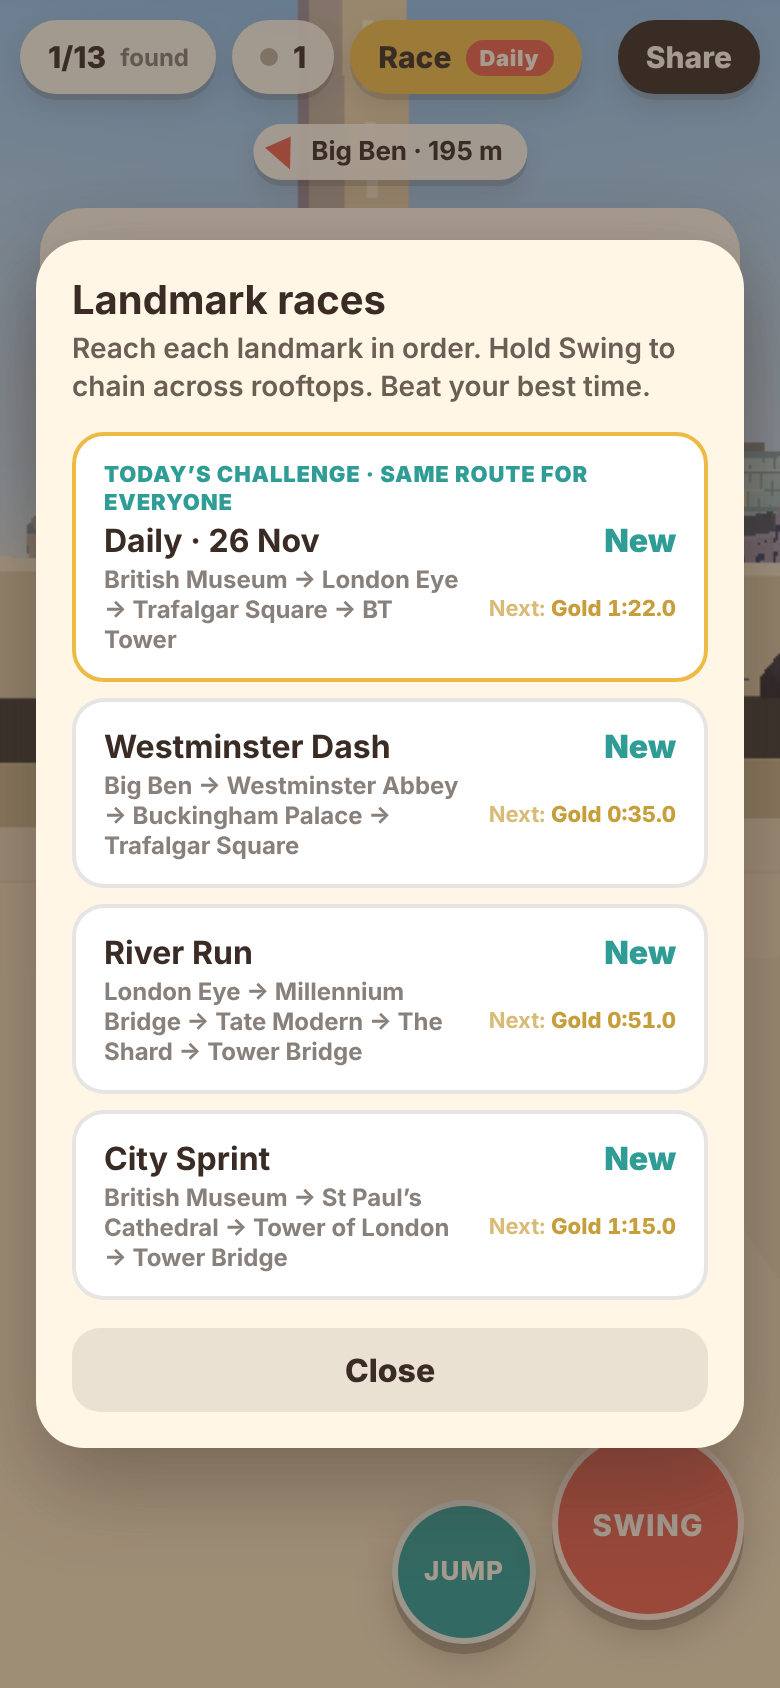 1/13 found
1
Race Daily
Share
Big Ben · 195 m
Landmark races
Reach each landmark in order. Hold Swing to
chain across rooftops. Beat your best time.
TODAY’S CHALLENGE · SAME ROUTE FOR
EVERYONE
Daily · 26 Nov
New
British Museum → London Eye
→ Trafalgar Square → BT
Tower
Next: Gold 1:22.0
Westminster Dash
New
Big Ben → Westminster Abbey
→ Buckingham Palace →
Trafalgar Square
Next: Gold 0:35.0
River Run
New
London Eye → Millennium
Bridge → Tate Modern → The
Shard → Tower Bridge
Next: Gold 0:51.0
City Sprint
New
British Museum → St Paul’s
Cathedral → Tower of London
→ Tower Bridge
Next: Gold 1:15.0
Close
SWING
JUMP